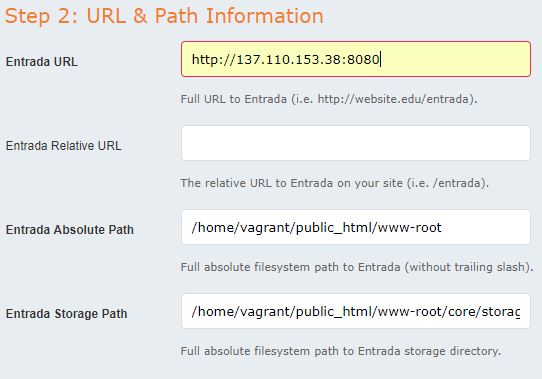 Step 2: URL & Path Information
Entrada URL
http://137.110.153.38:8080
Full URL to Entrada (i.e. http://website.edu/entrada).
Entrada Relative URL
The relative URL to Entrada on your site (i.e. /entrada).
Entrada Absolute Path
/home/vagrant/public_html/www-root
Full absolute filesystem path to Entrada (without trailing slash).
Entrada Storage Path
/home/vagrant/public_html/www-root/core/storag
Full absolute filesystem path to Entrada storage directory.